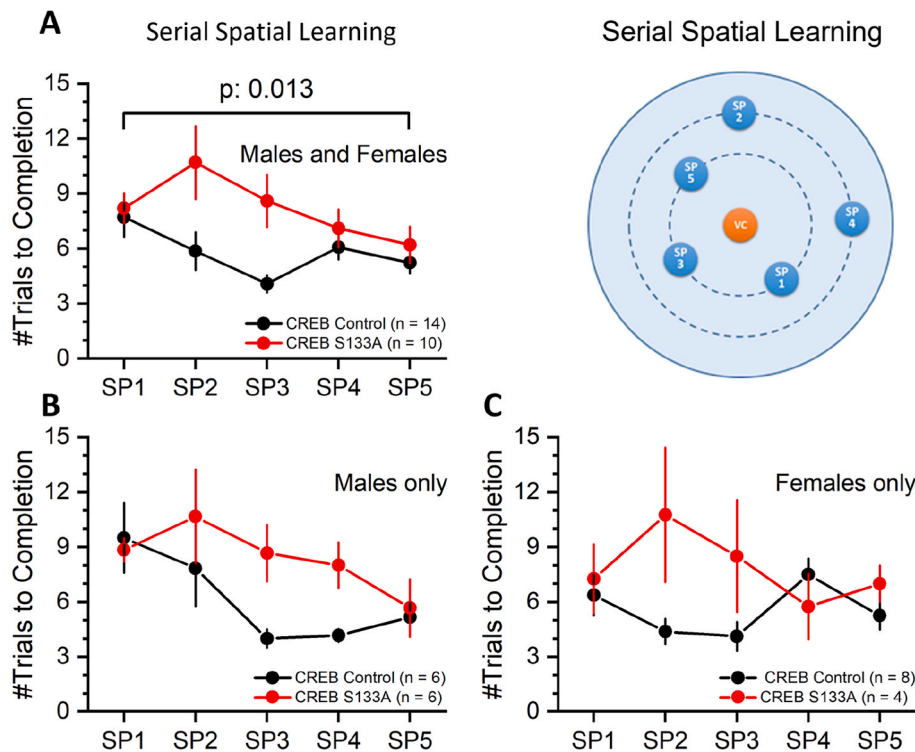 A
Serial Spatial Learning
15
12
9
6
3
0
#Trials to Completion
p: 0.013
Males and Females
CREB Control (n = 14)
CREB S133A (n = 10)
SP1 SP2 SP3 SP4 SP5
Serial Spatial Learning
SP
2
SP
5
VC
SP
4
SP
3
SP
1
B
15
12
9
6
3
0
#Trials to Completion
Males only
CREB Control (n = 6)
CREB S133A (n = 6)
SP1 SP2 SP3 SP4 SP5
C
15
12
9
6
3
0
#Trials to Completion
Females only
CREB Control (n = 8)
CREB S133A (n = 4)
SP1 SP2 SP3 SP4 SP5